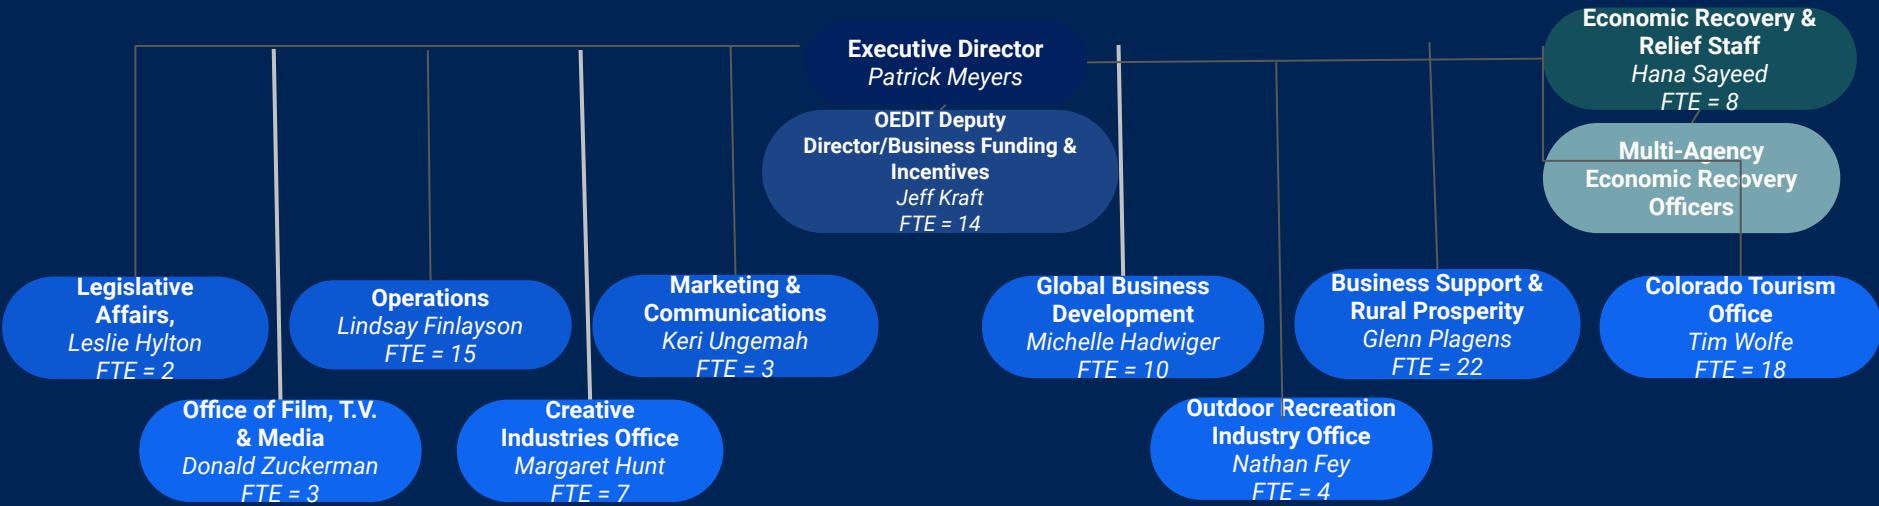 Executive Director
Patrick Meyers
OEDIT Deputy
Director/Business Funding &
Incentives
Jeff Kraft
FTE = 14
Economic Recovery &
Relief Staff
Hana Sayeed
FTE = 8
Multi-Agency
Economic Recovery
Officers
Legislative
Affairs,
Leslie Hylton
FTE = 2
Operations
Lindsay Finlayson
FTE = 15
Marketing &
Communications
Keri Ungemah
FTE = 3
Global Business
Development
Michelle Hadwiger
FTE = 10
Business Support &
Rural Prosperity
Glenn Plagens
FTE = 22
Colorado Tourism
Office
Tim Wolfe
FTE = 18
Office of Film, T.V.
& Media
Donald Zuckerman
FTE = 3
Creative
Industries Office
Margaret Hunt
FTE = 7
Outdoor Recreation
Industry Office
Nathan Fey
FTE = 4